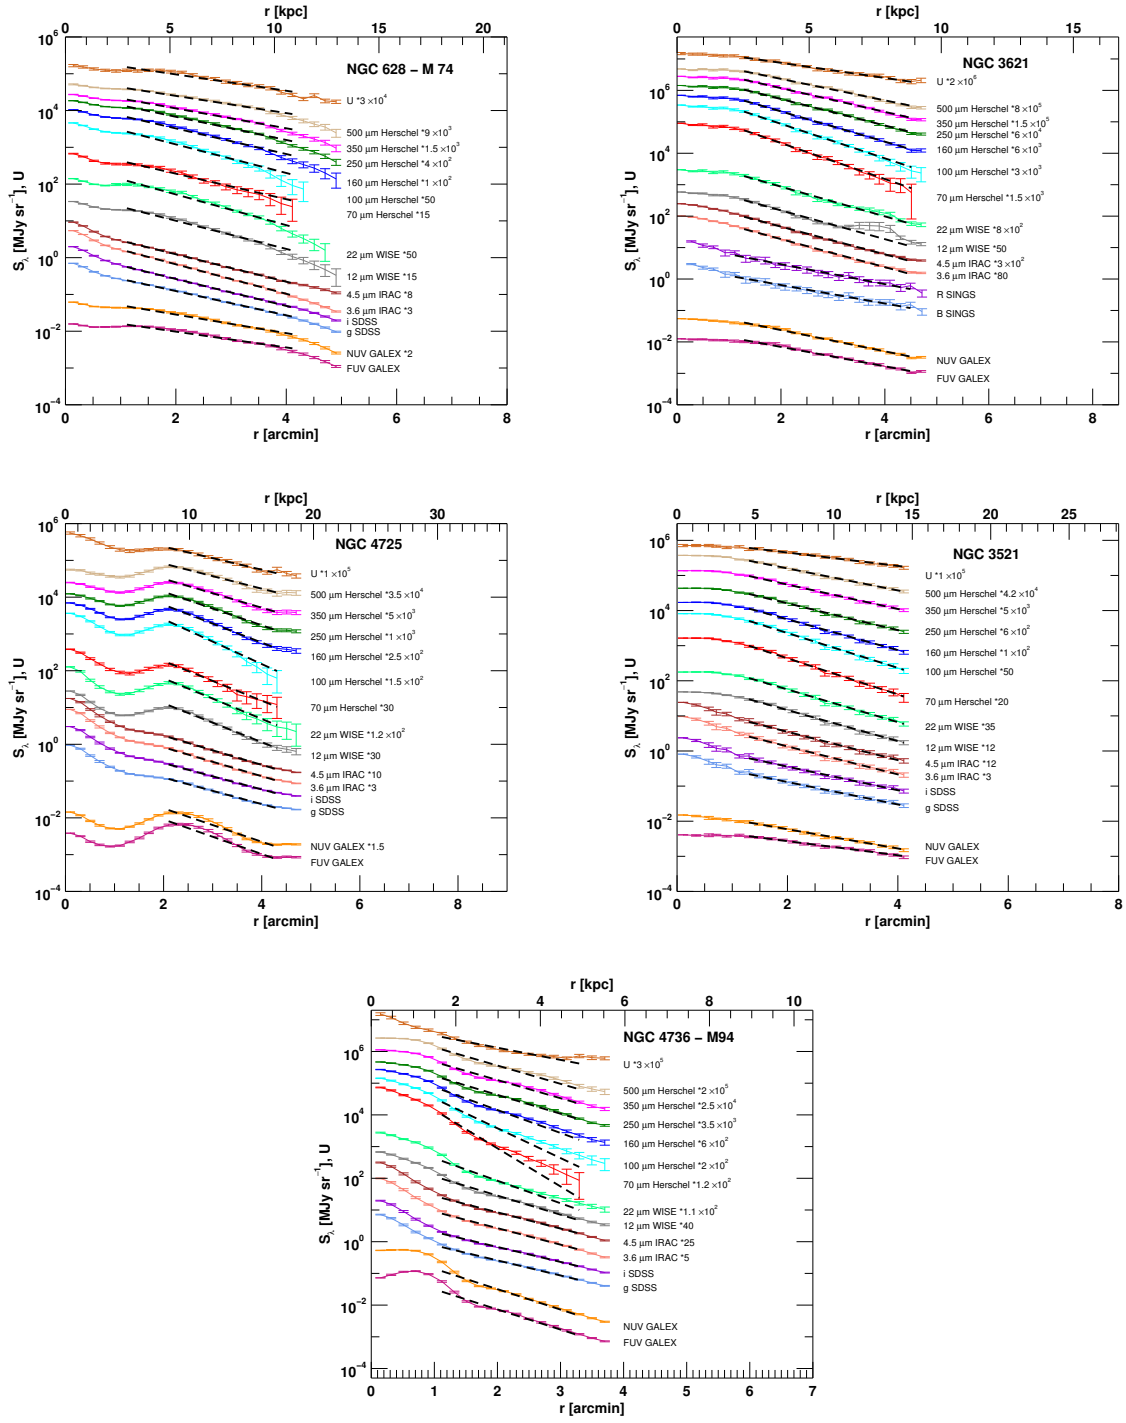 r [kpc]
0 5 10 15 20
10^6
10^4
10^2
10^0
10^−2
10^−4
S_λ [MJy sr^−1], U
NGC 628 − M 74
U *3 ×10^4
500 µm Herschel *9 ×10^3
350 µm Herschel *1.5 ×10^3
250 µm Herschel *4 ×10^2
160 µm Herschel *1 ×10^2
100 µm Herschel *50
70 µm Herschel *15
22 µm WISE *50
12 µm WISE *15
4.5 µm IRAC *8
3.6 µm IRAC *3
i SDSS
g SDSS
NUV GALEX *2
FUV GALEX
0 2 4 6 8
r [arcmin]
r [kpc]
0 5 10 15
10^6
10^4
10^2
10^0
10^−2
10^−4
S_λ [MJy sr^−1], U
NGC 3621
U *2 ×10^6
500 µm Herschel *8 ×10^5
350 µm Herschel *1.5 ×10^5
250 µm Herschel *6 ×10^4
160 µm Herschel *6 ×10^3
100 µm Herschel *3 ×10^3
70 µm Herschel *1.5 ×10^3
22 µm WISE *8 ×10^2
12 µm WISE *50
4.5 µm IRAC *3 ×10^2
3.6 µm IRAC *80
R SINGS
B SINGS
NUV GALEX
FUV GALEX
0 2 4 6 8
r [arcmin]
r [kpc]
0 10 20 30
10^6
10^4
10^2
10^0
10^−2
10^−4
S_λ [MJy sr^−1], U
NGC 4725
U *1 ×10^5
500 µm Herschel *3.5 ×10^4
350 µm Herschel *5 ×10^3
250 µm Herschel *1 ×10^3
160 µm Herschel *2.5 ×10^2
100 µm Herschel *1.5 ×10^2
70 µm Herschel *30
22 µm WISE *1.2 ×10^2
12 µm WISE *30
4.5 µm IRAC *10
3.6 µm IRAC *3
i SDSS
g SDSS
NUV GALEX *1.5
FUV GALEX
0 2 4 6 8
r [arcmin]
r [kpc]
0 5 10 15 20 25
10^6
10^4
10^2
10^0
10^−2
10^−4
S_λ [MJy sr^−1], U
NGC 3521
U *1 ×10^5
500 µm Herschel *4.2 ×10^4
350 µm Herschel *5 ×10^3
250 µm Herschel *6 ×10^2
160 µm Herschel *1 ×10^2
100 µm Herschel *50
70 µm Herschel *20
22 µm WISE *35
12 µm WISE *12
4.5 µm IRAC *12
3.6 µm IRAC *3
i SDSS
g SDSS
NUV GALEX
FUV GALEX
0 2 4 6 8
r [arcmin]
r [kpc]
0 2 4 6 8 10
10^6
10^4
10^2
10^0
10^−2
10^−4
S_λ [MJy sr^−1], U
NGC 4736 − M94
U *3 ×10^5
500 µm Herschel *2 ×10^5
350 µm Herschel *2.5 ×10^4
250 µm Herschel *3.5 ×10^3
160 µm Herschel *6 ×10^2
100 µm Herschel *2 ×10^2
70 µm Herschel *1.2 ×10^2
22 µm WISE *1.1 ×10^2
12 µm WISE *40
4.5 µm IRAC *25
3.6 µm IRAC *5
i SDSS
g SDSS
NUV GALEX
FUV GALEX
0 1 2 3 4 5 6 7
r [arcmin]